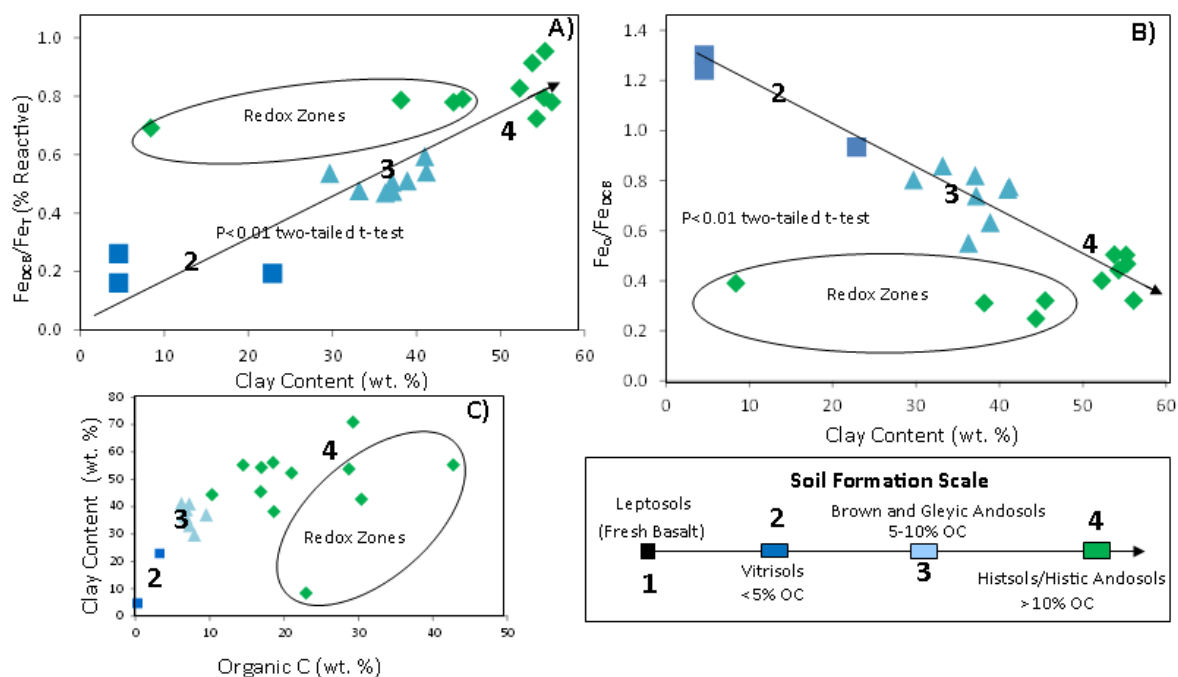 A)
Fe_DCB/Fe_T (% Reactive)
1.0
0.8
0.6
0.4
0.2
0.0
Redox Zones
4
3
P<0.01 two-tailed t-test
2
0 10 20 30 40 50 60
Clay Content (wt. %)
B)
Fe_O/Fe_DCB
1.4
1.2
1.0
0.8
0.6
0.4
0.2
0.0
2
3
P<0.01 two-tailed t-test
4
Redox Zones
0 10 20 30 40 50 60
Clay Content (wt. %)
C)
Clay Content (wt. %)
80
70
60
50
40
30
20
10
0
4
3
Redox Zones
2
0 10 20 30 40 50
Organic C (wt. %)
Soil Formation Scale
Leptosols
(Fresh Basalt)
1
2
Vitrisols
<5% OC
Brown and Gleyic Andosols
5-10% OC
3
4
Histsols/Histic Andosols
>10% OC